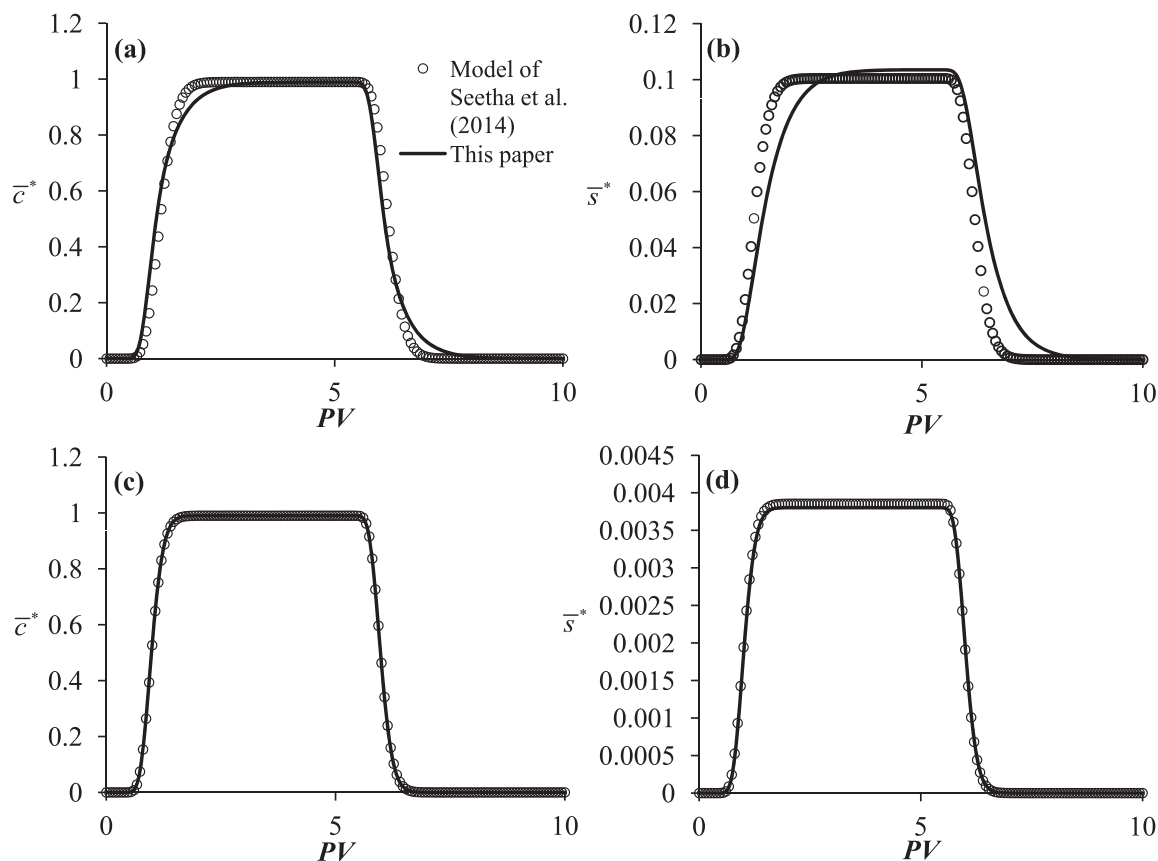 (a)
1.2
1
0.8
0.6
0.4
0.2
0
c̅*
0
5
10
PV
Model of
Seetha et al.
(2014)
This paper
(b)
0.12
0.1
0.08
0.06
0.04
0.02
0
s̅*
0
5
10
PV
(c)
1.2
1
0.8
0.6
0.4
0.2
0
c̅*
0
5
10
PV
(d)
0.0045
0.004
0.0035
0.003
0.0025
0.002
0.0015
0.001
0.0005
0
s̅*
0
5
10
PV